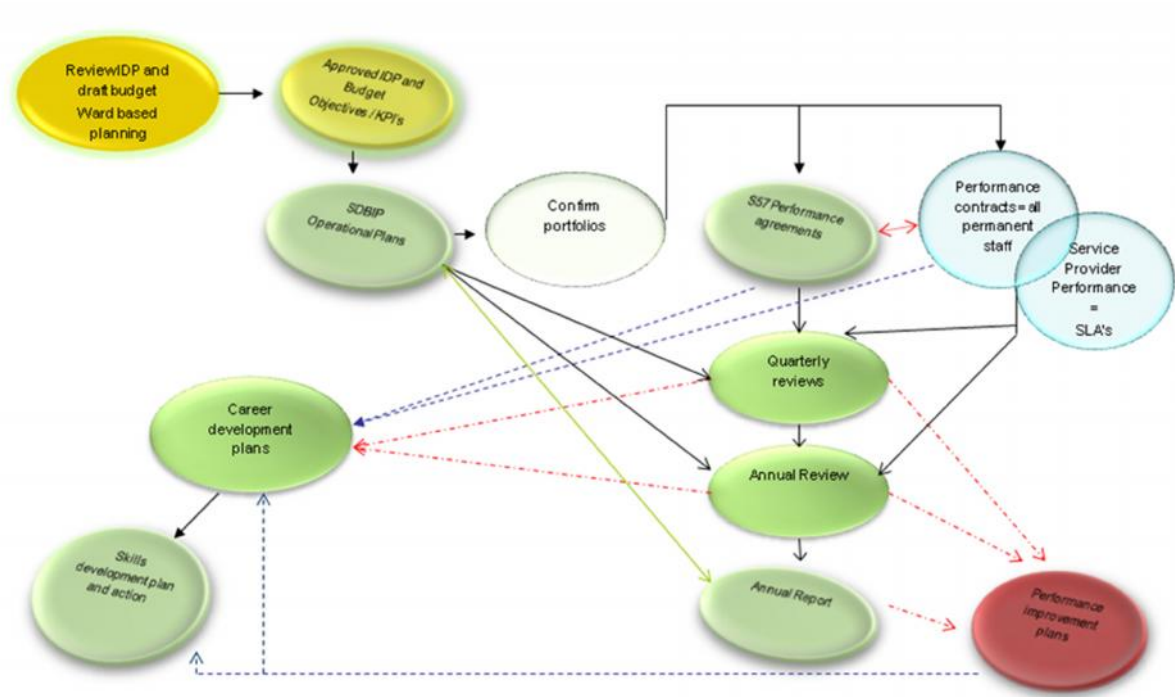 Review IDP and
draft budget
Ward based
planning
Approved IDP and
Budget
Objectives / KPI's
SDBIP
Operational Plans
Confirm
portfolios
S57 Performance
agreements
Performance
contracts = all
permanent
staff
Service
Provider
Performance
=
SLA's
Quarterly
reviews
Career
development
plans
Annual Review
Skills
development plan
and action
Annual Report
Performance
improvement
plans